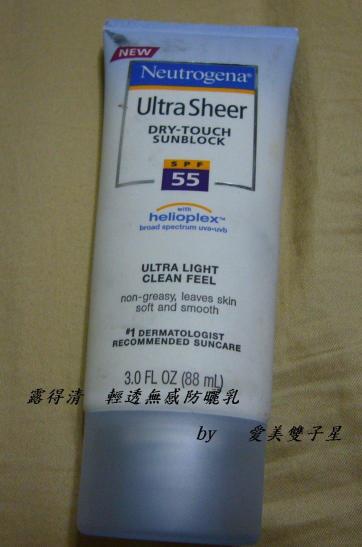 NEW
Neutrogena®
Ultra Sheer
DRY-TOUCH
SUNBLOCK
SPF
55
with
helioplex™
broad spectrum uva•uvb
ULTRA LIGHT
CLEAN FEEL
non-greasy, leaves skin
soft and smooth
#1 DERMATOLOGIST
RECOMMENDED SUNCARE
3.0 FL OZ (88 mL)
露得清 輕透無感防曬乳
by 愛美雙子星